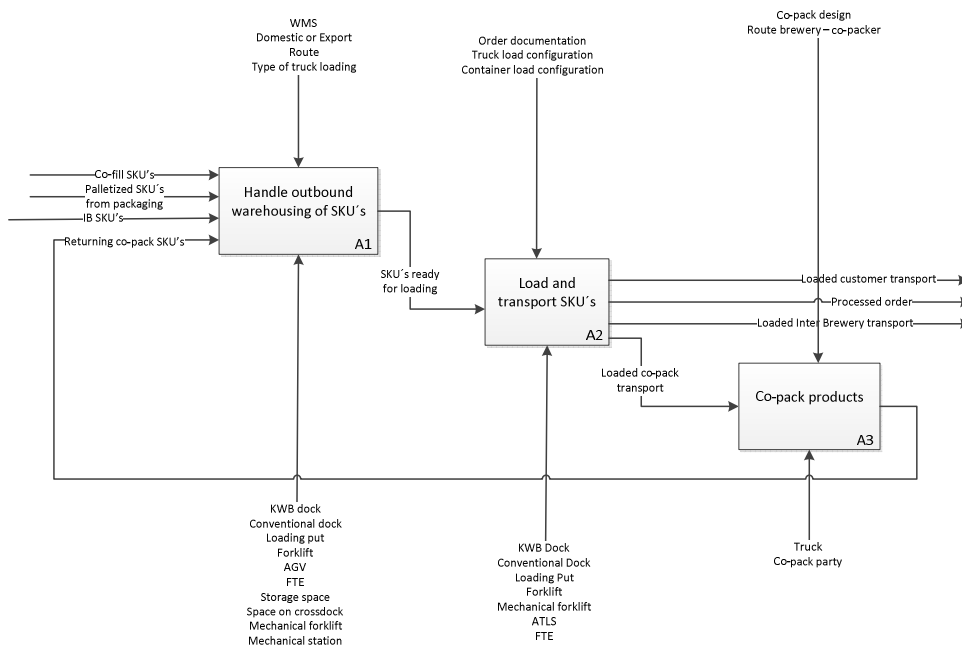 WMS
Domestic or Export
Route
Type of truck loading
Order documentation
Truck load configuration
Container load configuration
Co-pack design
Route brewery – co-packer
Co-fill SKU's
Palletized SKU´s
from packaging
IB SKU's
Returning co-pack SKU's
Handle outbound
warehousing of SKU´s
A1
SKU´s ready
for loading
Load and
transport SKU´s
A2
Loaded customer transport
Processed order
Loaded Inter Brewery transport
Loaded co-pack
transport
Co-pack products
A3
KWB dock
Conventional dock
Loading put
Forklift
AGV
FTE
Storage space
Space on crossdock
Mechanical forklift
Mechanical station
KWB Dock
Conventional Dock
Loading Put
Forklift
Mechanical forklift
ATLS
FTE
Truck
Co-pack party